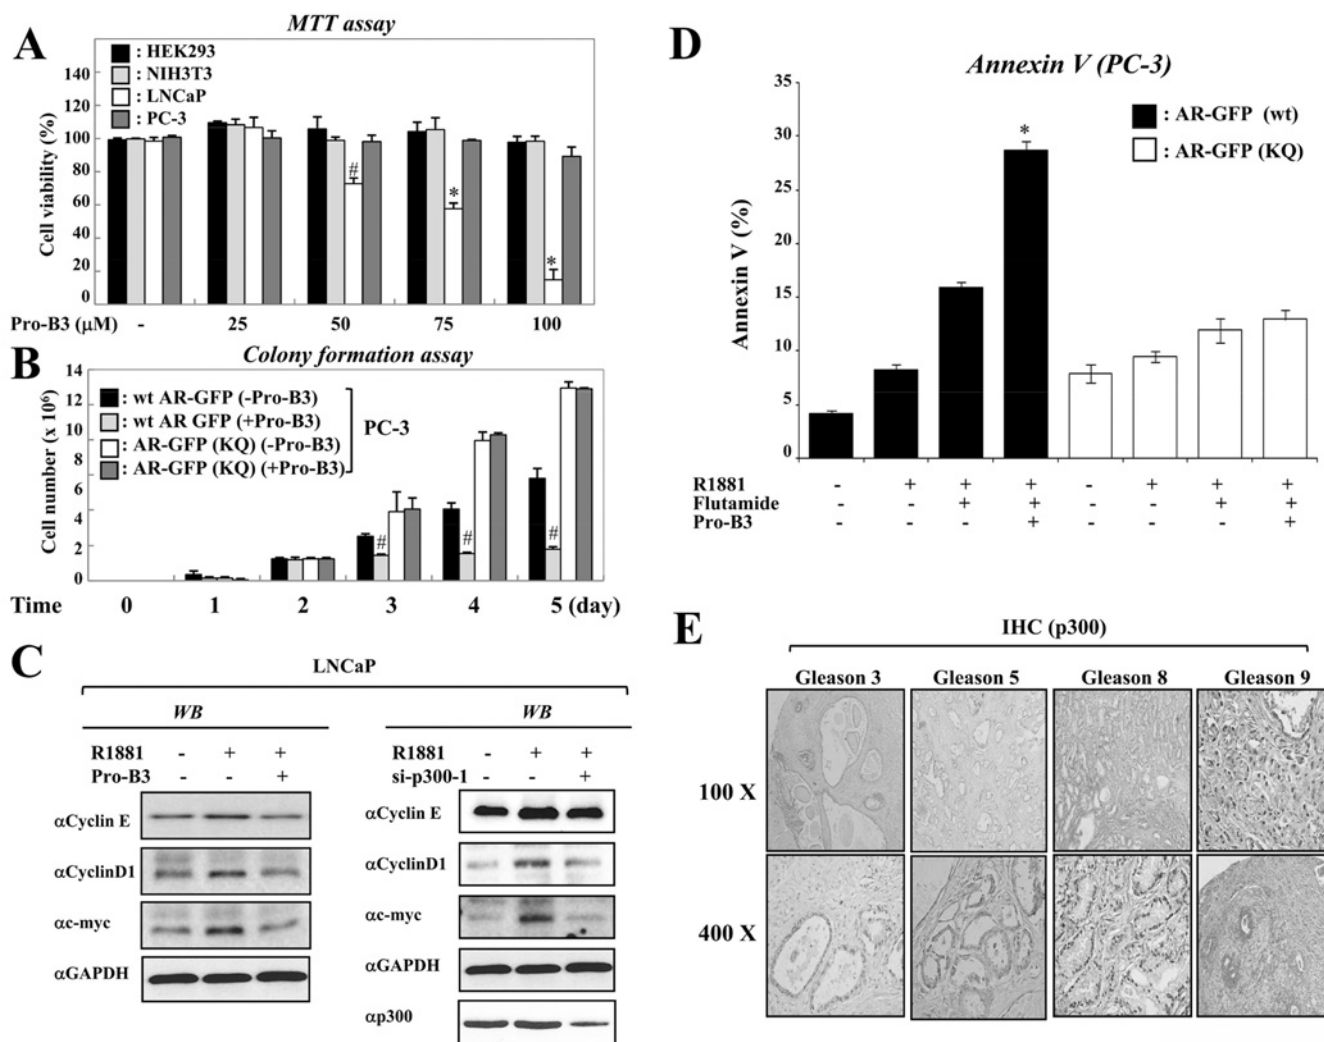 A
MTT assay
: HEK293
: NIH3T3
: LNCaP
: PC-3
Cell viability (%)
140
120
100
80
60
40
20
0
#
*
*
Pro-B3 (μM) - 25 50 75 100
B
Colony formation assay
: wt AR-GFP (-Pro-B3)
: wt AR GFP (+Pro-B3)
: AR-GFP (KQ) (-Pro-B3)
: AR-GFP (KQ) (+Pro-B3)
PC-3
Cell number (x 10⁶)
14
12
10
8
6
4
2
0
# # #
Time 0 1 2 3 4 5 (day)
C
LNCaP
WB
R1881 - + +
Pro-B3 - - +
αCyclin E
αCyclinD1
αc-myc
αGAPDH
WB
R1881 - + +
si-p300-1 - - +
αCyclin E
αCyclinD1
αc-myc
αGAPDH
αp300
D
Annexin V (PC-3)
: AR-GFP (wt)
: AR-GFP (KQ)
Annexin V (%)
35
30
25
20
15
10
5
0
*
R1881 - + + + - + + +
Flutamide - - + + - - + +
Pro-B3 - - - + - - - +
E
IHC (p300)
Gleason 3 Gleason 5 Gleason 8 Gleason 9
100 X
400 X